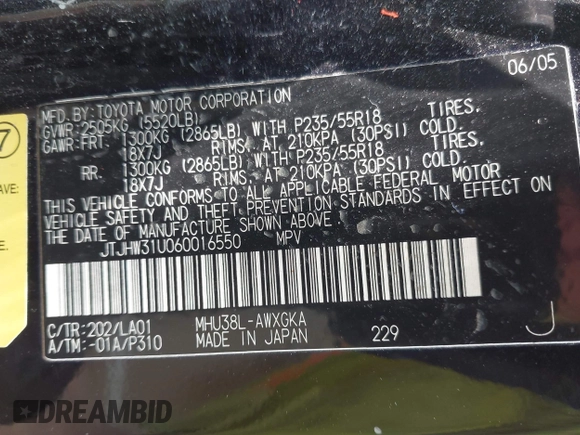 06/05
MFD.BY:TOYOTA MOTOR CORPORATION
GVWR:2505KG (5520LB)
GAWR:FRT. 1300KG (2865LB) WITH P235/55R18 TIRES.
18X7J RIMS. AT 210KPA (30PSI) COLD.
RR. 1300KG (2865LB) WITH P235/55R18 TIRES.
18X7J RIMS. AT 210KPA (30PSI) COLD.
THIS VEHICLE CONFORMS TO ALL APPLICABLE FEDERAL MOTOR
VEHICLE SAFETY AND THEFT-PREVENTION STANDARDS IN EFFECT ON
THE DATE OF MANUFACTURE SHOWN ABOVE.
JTJHW31U060016550 MPV
C/TR:202/LA01 MHU38L-AWXGKA
A/TM:-01A/P310 MADE IN JAPAN 229 J
7
AVE:
DREAMBID